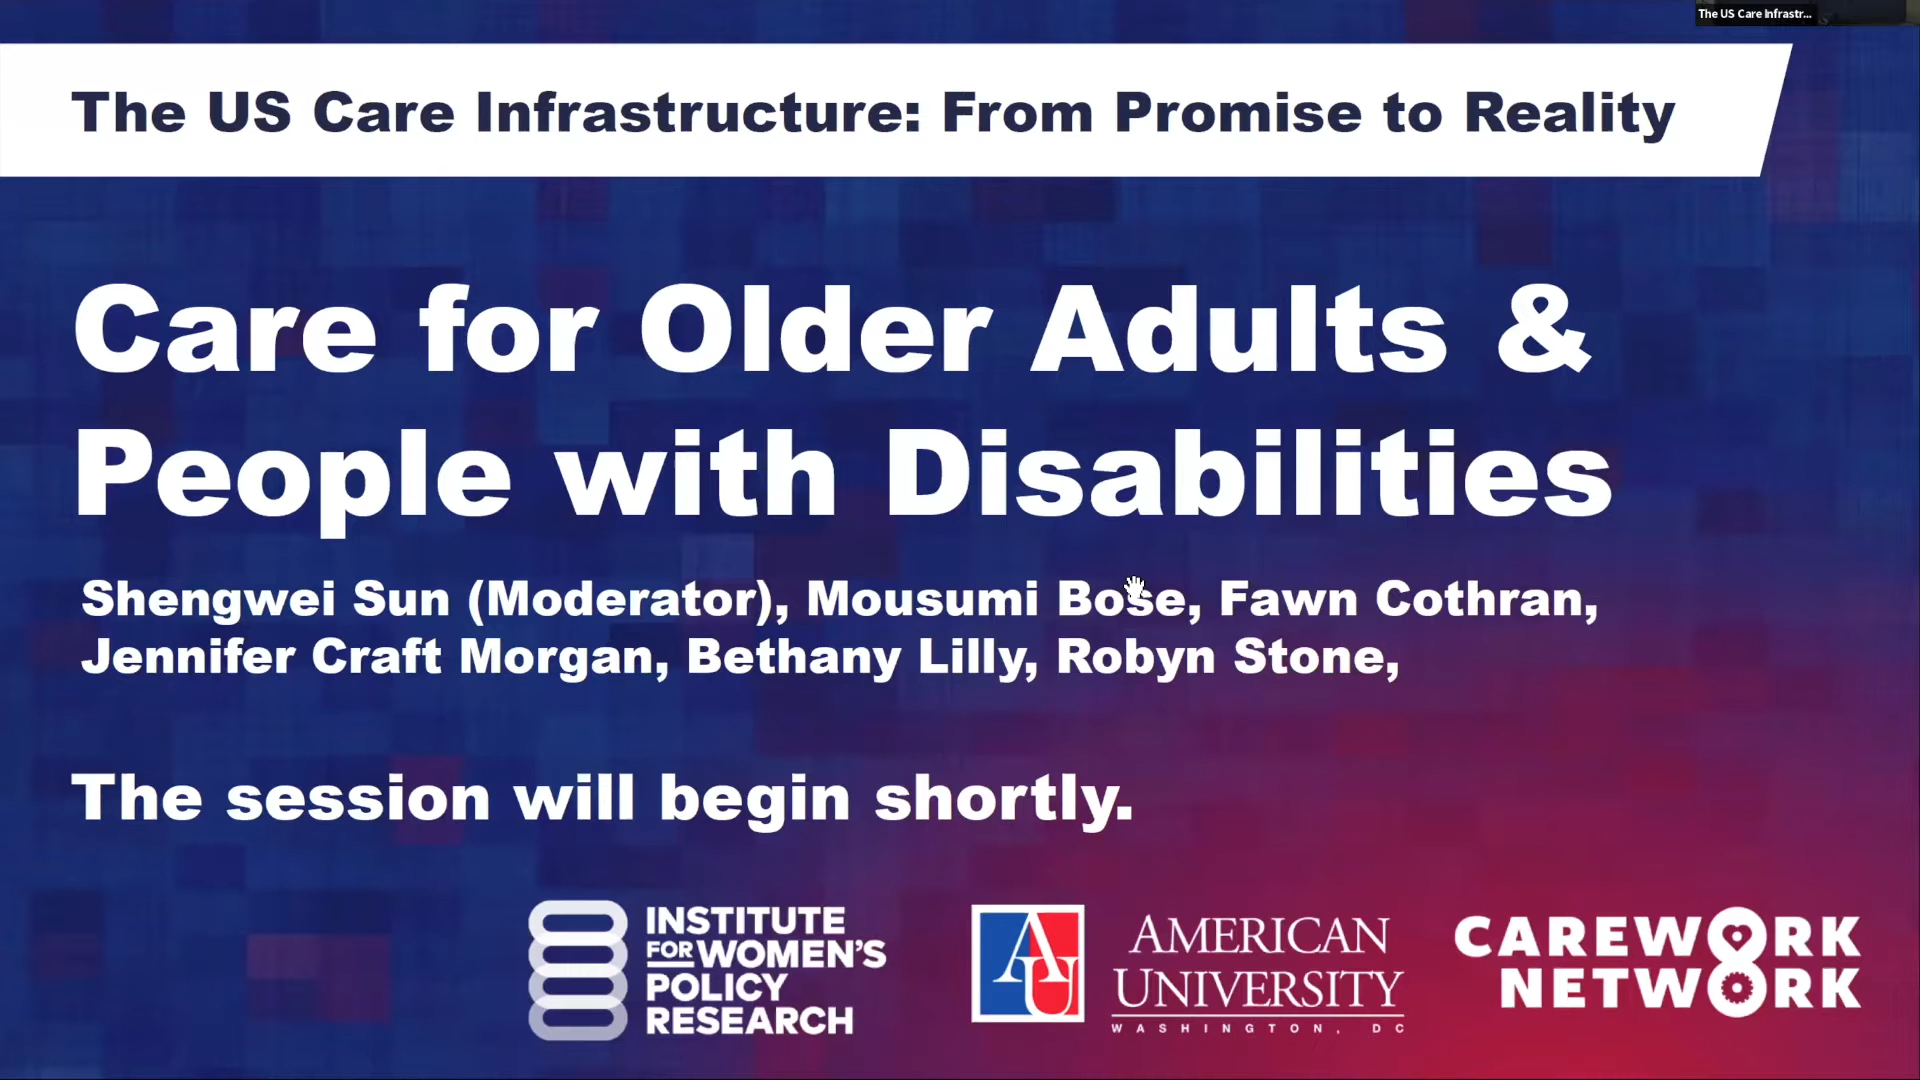 The US Care Infrastr...
The US Care Infrastructure: From Promise to Reality
Care for Older Adults &
People with Disabilities
Shengwei Sun (Moderator), Mousumi Bose, Fawn Cothran,
Jennifer Craft Morgan, Bethany Lilly, Robyn Stone,
The session will begin shortly.
INSTITUTE
FOR WOMEN'S
POLICY
RESEARCH
AU
AMERICAN
UNIVERSITY
WASHINGTON, DC
CAREWORK
NETWORK